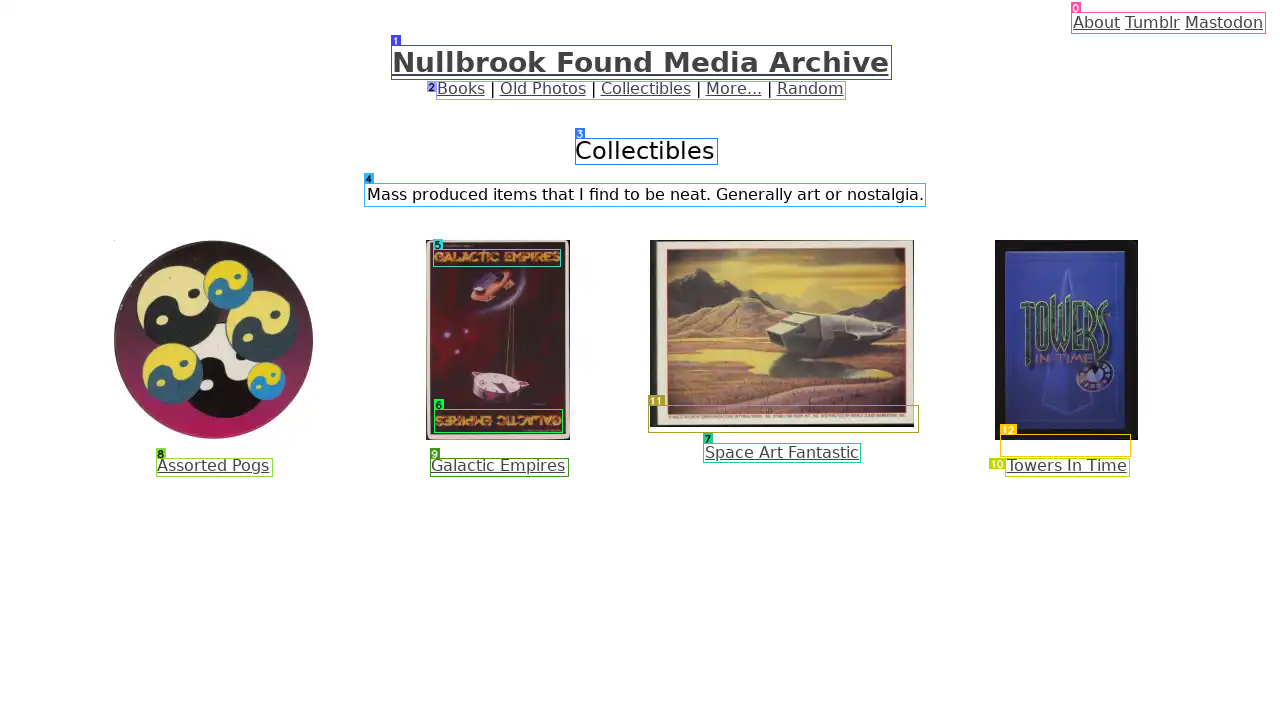 About Tumblr Mastodon
Nullbrook Found Media Archive
Books | Old Photos | Collectibles | More... | Random
Collectibles
Mass produced items that I find to be neat. Generally art or nostalgia.
GALACTIC EMPIRES
GALACTIC EMPIRES
TOWERS
IN TIME
Assorted Pogs
Galactic Empires
Space Art Fantastic
Towers In Time